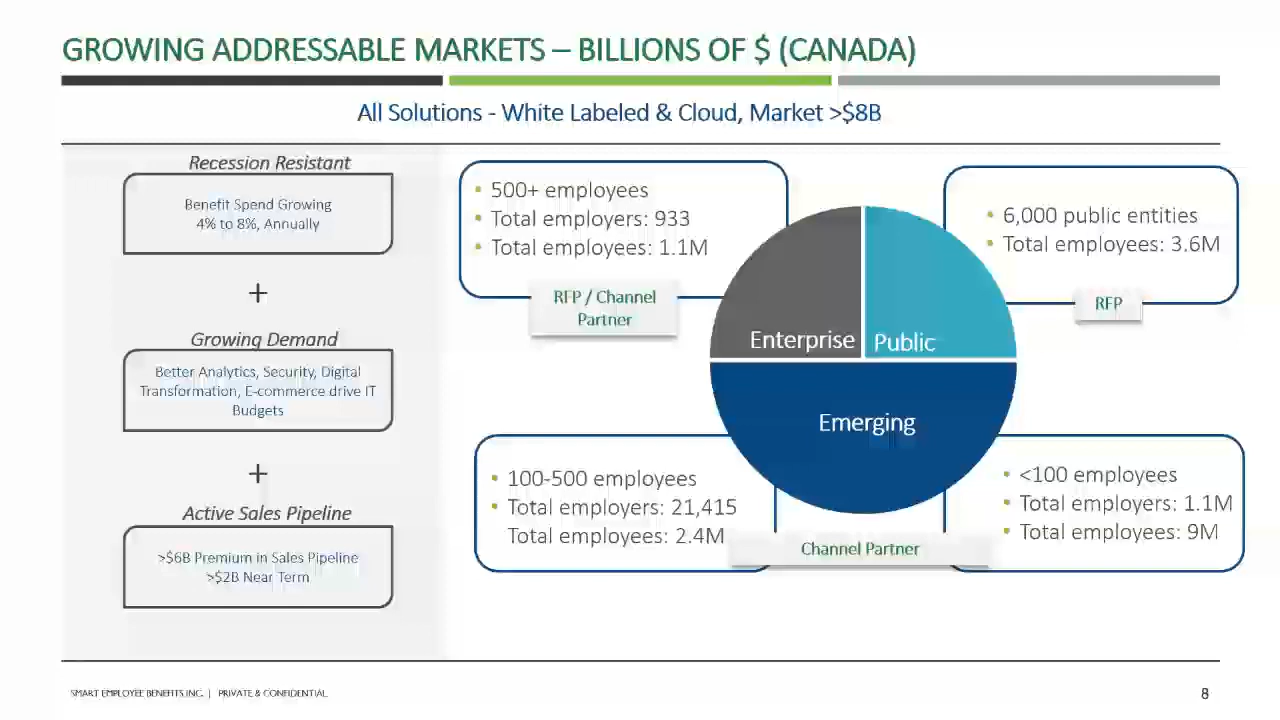 GROWING ADDRESSABLE MARKETS – BILLIONS OF $ (CANADA)
All Solutions - White Labeled & Cloud, Market >$8B
Recession Resistant
Benefit Spend Growing
4% to 8%, Annually
+
Growing Demand
Better Analytics, Security, Digital
Transformation, E-commerce drive IT
Budgets
+
Active Sales Pipeline
>$6B Premium in Sales Pipeline
>$2B Near Term
• 500+ employees
• Total employers: 933
• Total employees: 1.1M
RFP / Channel
Partner
• 6,000 public entities
• Total employees: 3.6M
RFP
Enterprise
Public
Emerging
• 100-500 employees
• Total employers: 21,415
Total employees: 2.4M
• <100 employees
• Total employers: 1.1M
• Total employees: 9M
Channel Partner
SMART EMPLOYEE BENEFITS INC. | PRIVATE & CONFIDENTIAL
8